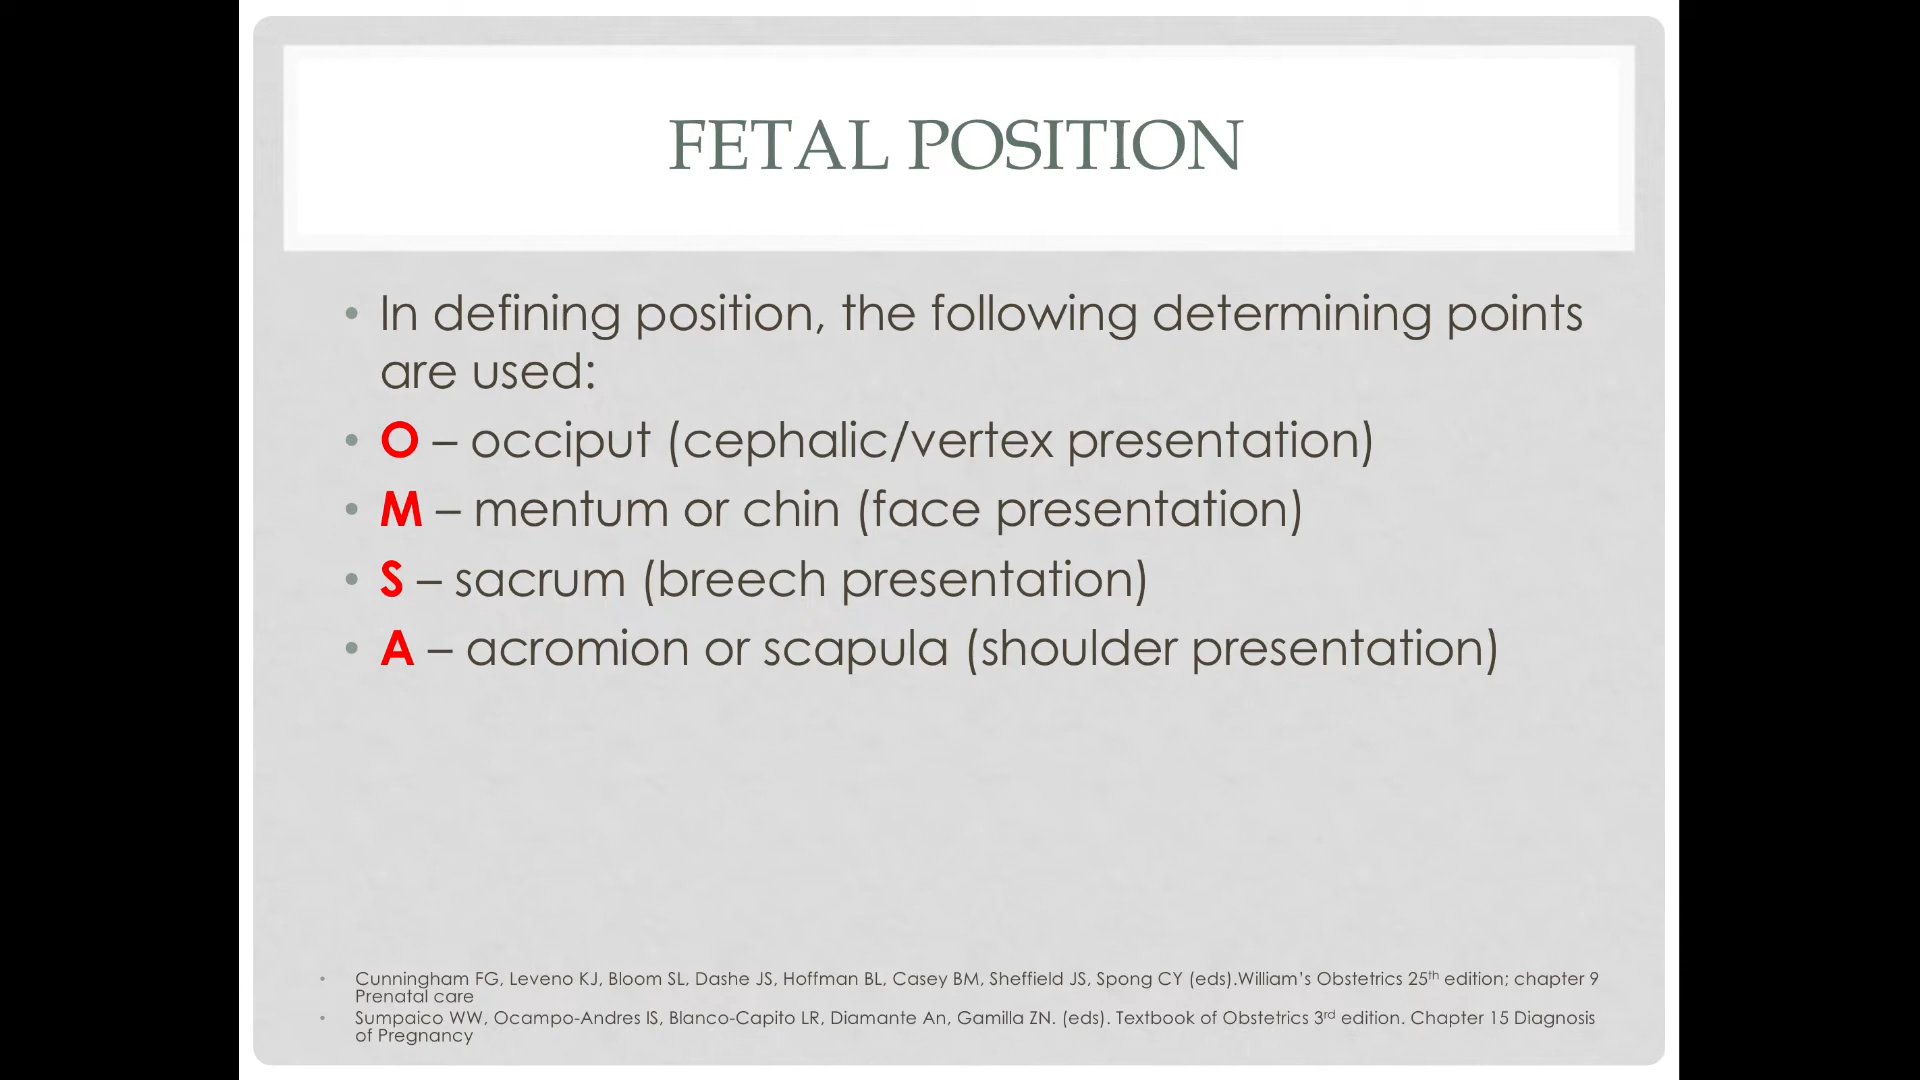 FETAL POSITION
• In defining position, the following determining points
are used:
• O – occiput (cephalic/vertex presentation)
• M – mentum or chin (face presentation)
• S – sacrum (breech presentation)
• A – acromion or scapula (shoulder presentation)
• Cunningham FG, Leveno KJ, Bloom SL, Dashe JS, Hoffman BL, Casey BM, Sheffield JS, Spong CY (eds).William’s Obstetrics 25th edition; chapter 9
Prenatal care
• Sumpaico WW, Ocampo-Andres IS, Blanco-Capito LR, Diamante An, Gamilla ZN. (eds). Textbook of Obstetrics 3rd edition. Chapter 15 Diagnosis
of Pregnancy